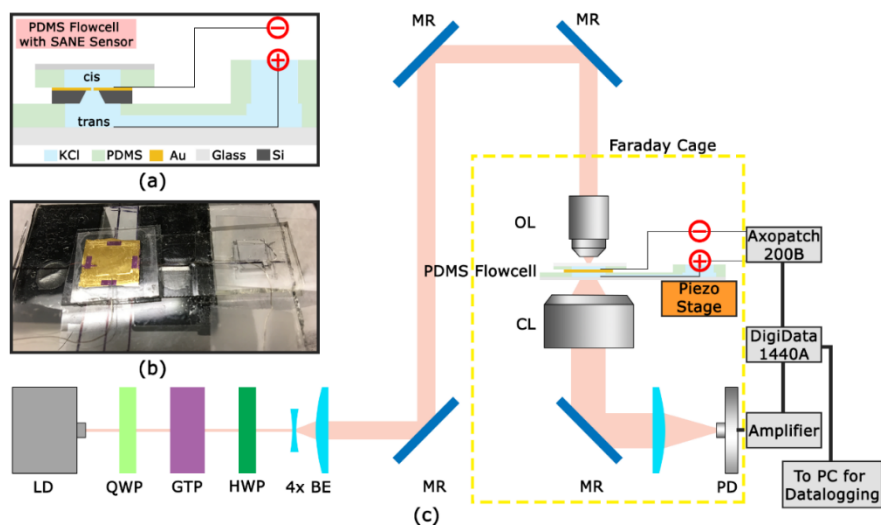 PDMS Flowcell
with SANE Sensor
cis
trans
KCl PDMS Au Glass Si
(a)
(b)
MR MR
Faraday Cage
OL
PDMS Flowcell
Axopatch
200B
Piezo
Stage
CL
DigiData
1440A
Amplifier
To PC for
Datalogging
LD QWP GTP HWP 4x BE MR MR PD
(c)